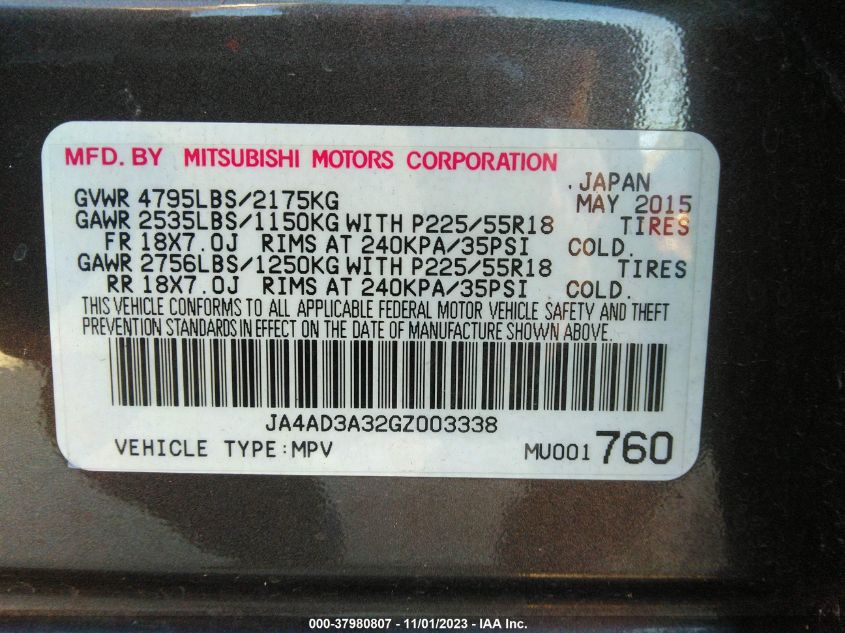 MFD. BY MITSUBISHI MOTORS CORPORATION
.JAPAN
GVWR 4795LBS/2175KG MAY 2015
GAWR 2535LBS/1150KG WITH P225/55R18 TIRES
FR 18X7.0J RIMS AT 240KPA/35PSI COLD.
GAWR 2756LBS/1250KG WITH P225/55R18 TIRES
RR 18X7.0J RIMS AT 240KPA/35PSI COLD.
THIS VEHICLE CONFORMS TO ALL APPLICABLE FEDERAL MOTOR VEHICLE SAFETY AND THEFT
PREVENTION STANDARDS IN EFFECT ON THE DATE OF MANUFACTURE SHOWN ABOVE.
JA4AD3A32GZ003338
VEHICLE TYPE:MPV MU001760
000-37980807 - 11/01/2023 - IAA Inc.